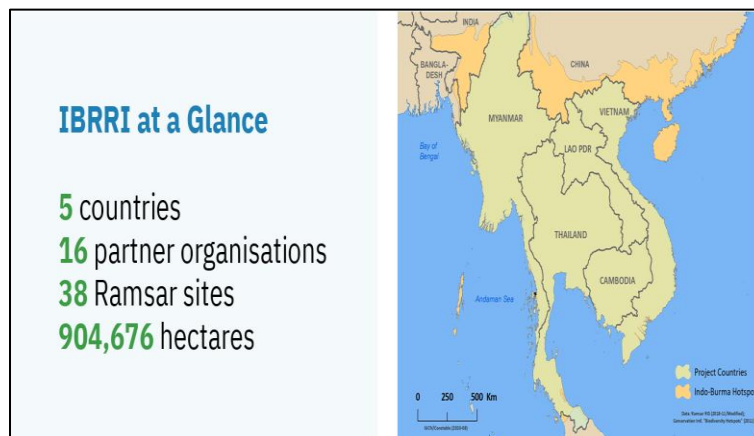 IBRRI at a Glance
5 countries
16 partner organisations
38 Ramsar sites
904,676 hectares
INDIA
BANGLA-
DESH
CHINA
MYANMAR
VIETNAM
LAO PDR
Bay of
Bengal
THAILAND
CAMBODIA
Andaman Sea
Project Countries
Indo-Burma Hotspo
0 250 500 Km